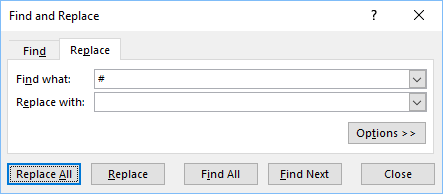 Find and Replace ? ×
Find Replace
Find what: #
Replace with:
Options >>
Replace All Replace Find All Find Next Close